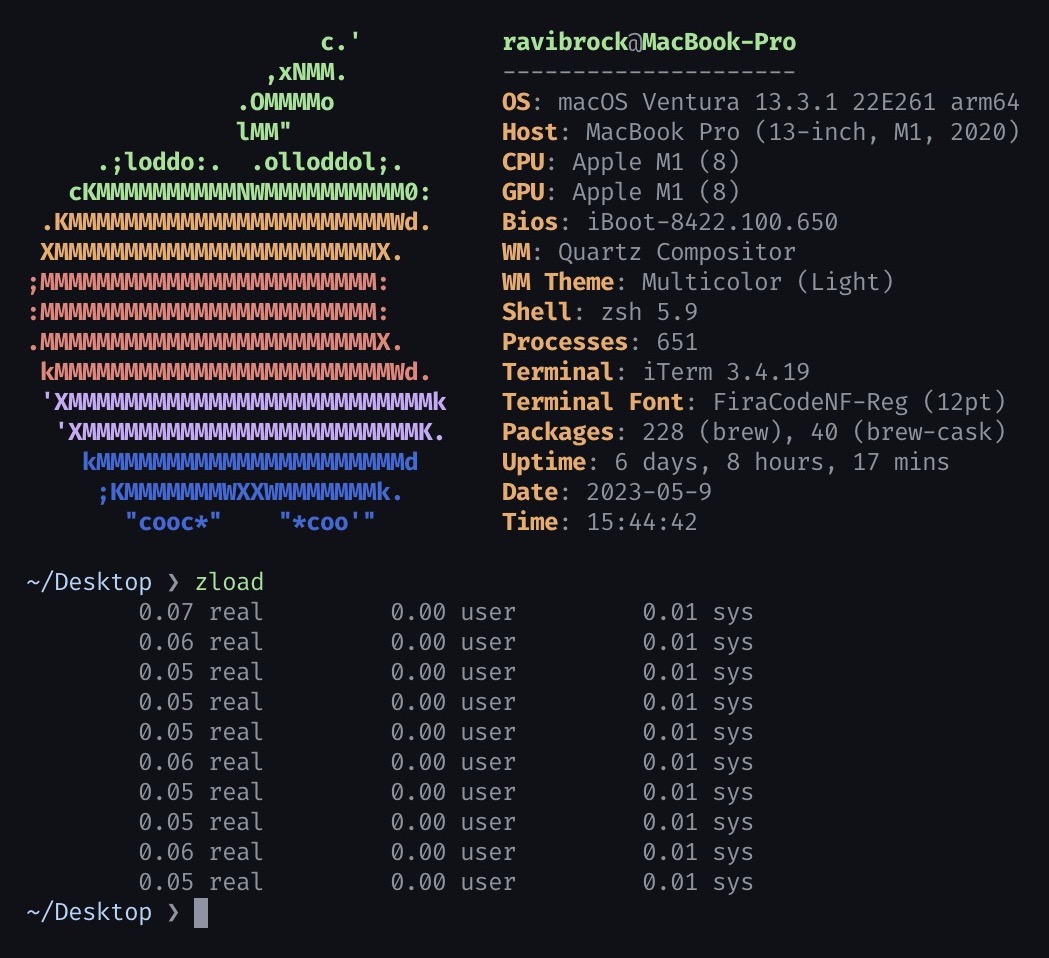 c.'          ravibrock@MacBook-Pro
                 ,xNMM.           ---------------------
               .OMMMMo            OS: macOS Ventura 13.3.1 22E261 arm64
               lMM"               Host: MacBook Pro (13-inch, M1, 2020)
     .;loddo:.  .olloddol;.       CPU: Apple M1 (8)
   cKMMMMMMMMMMNWMMMMMMMMMM0:     GPU: Apple M1 (8)
 .KMMMMMMMMMMMMMMMMMMMMMMMWd.     Bios: iBoot-8422.100.650
 XMMMMMMMMMMMMMMMMMMMMMMMX.       WM: Quartz Compositor
;MMMMMMMMMMMMMMMMMMMMMMMM:        WM Theme: Multicolor (Light)
:MMMMMMMMMMMMMMMMMMMMMMMM:        Shell: zsh 5.9
.MMMMMMMMMMMMMMMMMMMMMMMMX.       Processes: 651
 kMMMMMMMMMMMMMMMMMMMMMMMMWd.     Terminal: iTerm 3.4.19
 'XMMMMMMMMMMMMMMMMMMMMMMMMMMk    Terminal Font: FiraCodeNF-Reg (12pt)
  'XMMMMMMMMMMMMMMMMMMMMMMMMK.    Packages: 228 (brew), 40 (brew-cask)
    kMMMMMMMMMMMMMMMMMMMMMMd      Uptime: 6 days, 8 hours, 17 mins
     ;KMMMMMMMWXXWMMMMMMMk.       Date: 2023-05-9
       "cooc*"    "*coo'"         Time: 15:44:42
~/Desktop ❯ zload
        0.07 real         0.00 user         0.01 sys
        0.06 real         0.00 user         0.01 sys
        0.05 real         0.00 user         0.01 sys
        0.05 real         0.00 user         0.01 sys
        0.05 real         0.00 user         0.01 sys
        0.06 real         0.00 user         0.01 sys
        0.05 real         0.00 user         0.01 sys
        0.05 real         0.00 user         0.01 sys
        0.06 real         0.00 user         0.01 sys
        0.05 real         0.00 user         0.01 sys
~/Desktop ❯